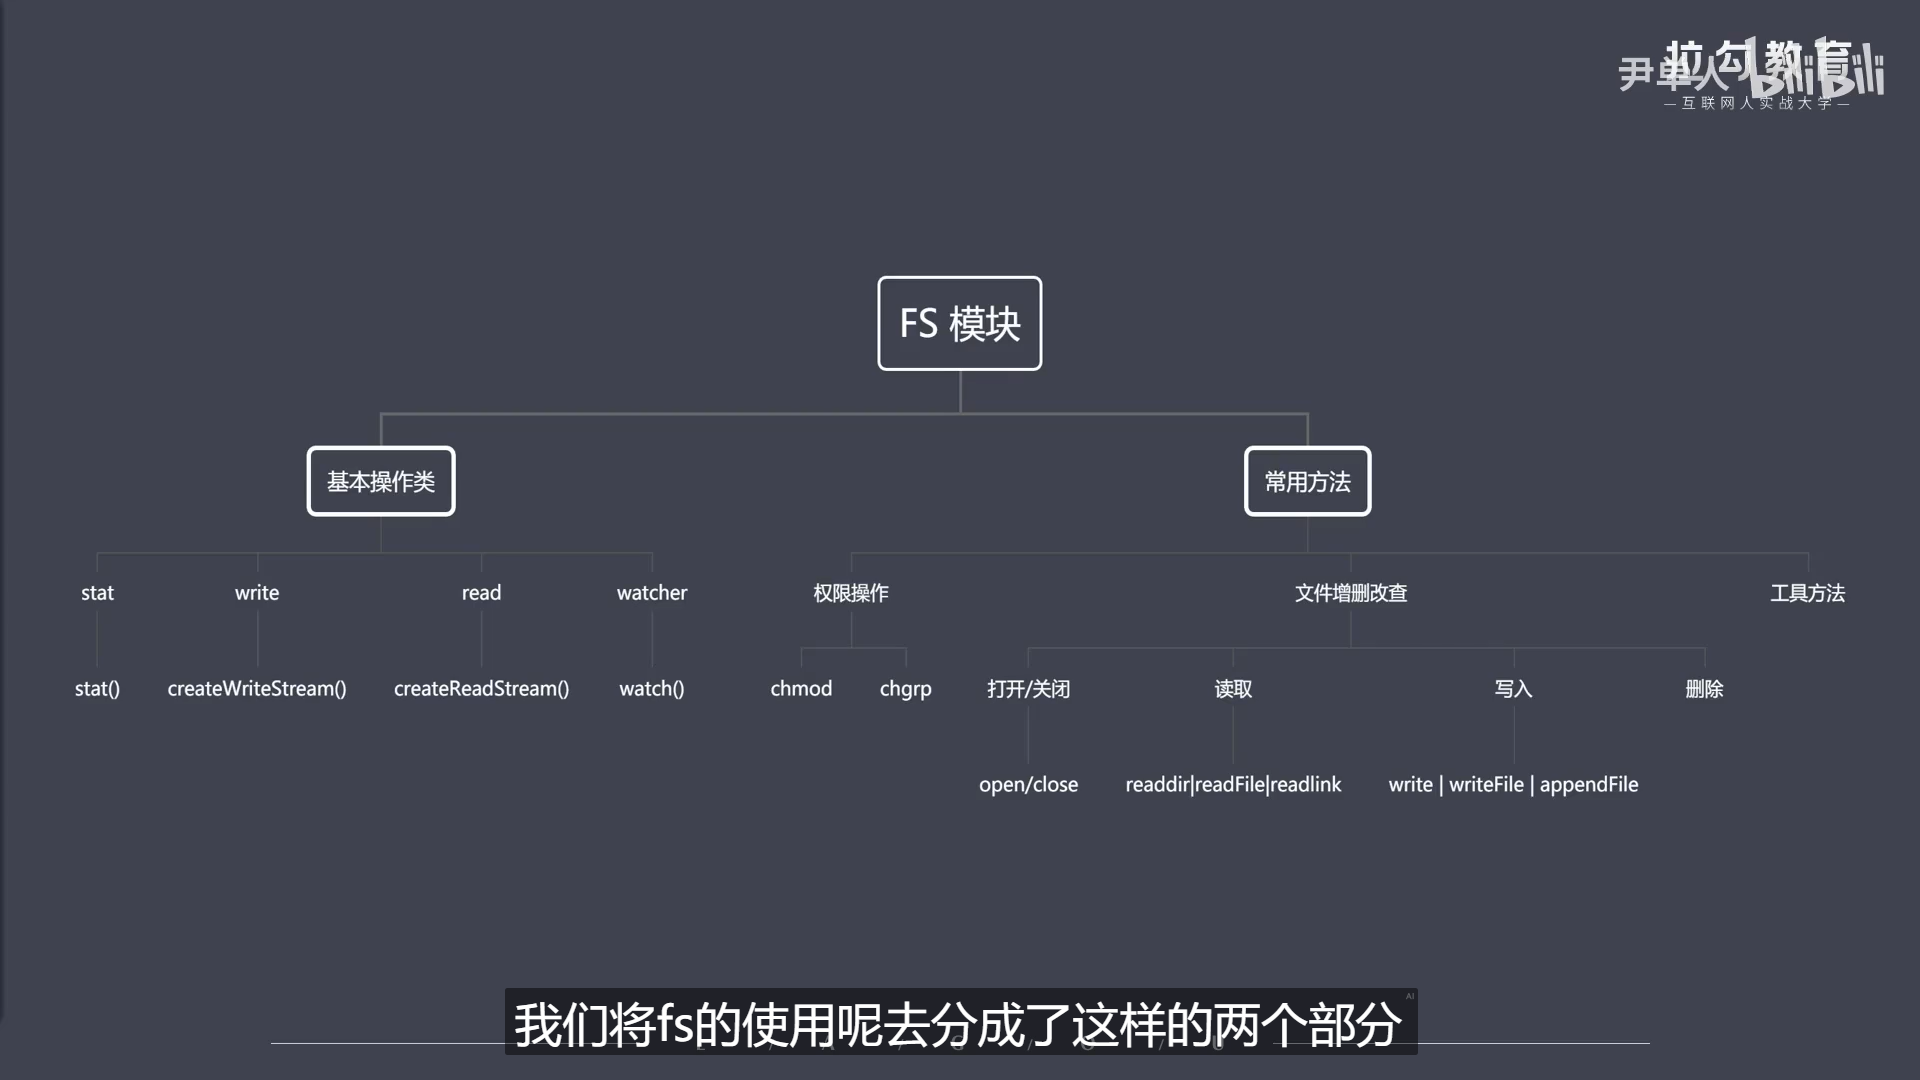 拉勾教育
尹单人
bilibili
—互联网人实战大学—
FS 模块
基本操作类
常用方法
stat
write
read
watcher
权限操作
文件增删改查
工具方法
stat()
createWriteStream()
createReadStream()
watch()
chmod
chgrp
打开/关闭
读取
写入
删除
open/close
readdir|readFile|readlink
write | writeFile | appendFile
AI
我们将fs的使用呢去分成了这样的两个部分